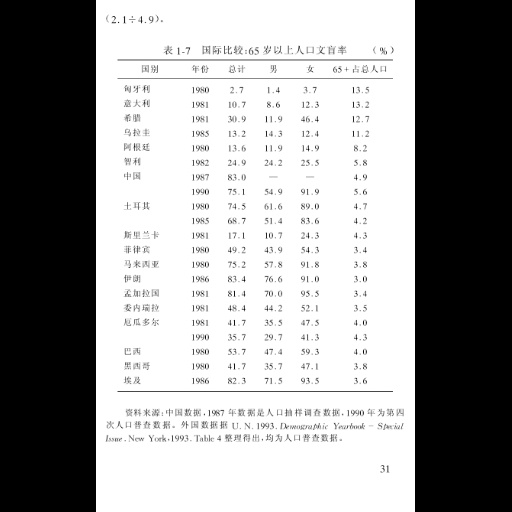 (2.1÷4.9)。
表 1-7 国际比较:65 岁以上人口文盲率 (%)
国别 年份 总计 男 女 65+占总人口
匈牙利 1980 2.7 1.4 3.7 13.5
意大利 1981 10.7 8.6 12.3 13.2
希腊 1981 30.9 11.9 46.4 12.7
乌拉圭 1985 13.2 14.3 12.4 11.2
阿根廷 1980 13.6 11.9 14.9 8.2
智利 1982 24.9 24.2 25.5 5.8
中国 1987 83.0 — — 4.9
1990 75.1 54.9 91.9 5.6
土耳其 1980 74.5 61.6 89.0 4.7
1985 68.7 51.4 83.6 4.2
斯里兰卡 1981 17.1 10.7 24.3 4.3
菲律宾 1980 49.2 43.9 54.3 3.4
马来西亚 1980 75.2 57.8 91.8 3.8
伊朗 1986 83.4 76.6 91.0 3.0
孟加拉国 1981 81.4 70.0 95.5 3.4
委内瑞拉 1981 48.4 44.2 52.1 3.5
厄瓜多尔 1981 41.7 35.5 47.5 4.0
1990 35.7 29.7 41.3 4.3
巴西 1980 53.7 47.4 59.3 4.0
墨西哥 1980 41.7 35.7 47.1 3.8
埃及 1986 82.3 71.5 93.5 3.6
资料来源:中国数据,1987 年数据是人口抽样调查数据,1990 年为第四
次人口普查数据。外国数据据 U. N. 1993. Demographic Yearbook - Special
Issue. New York,1993. Table 4 整理得出,均为人口普查数据。
31